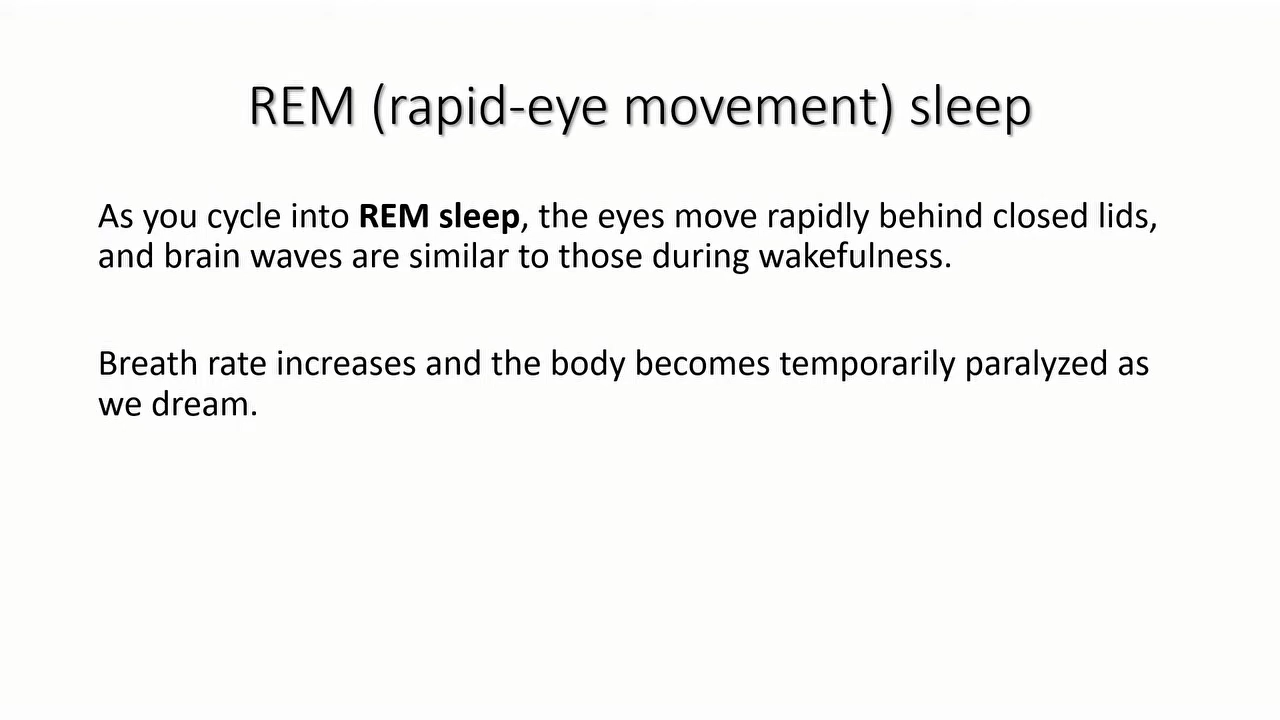 REM (rapid-eye movement) sleep
As you cycle into REM sleep, the eyes move rapidly behind closed lids,
and brain waves are similar to those during wakefulness.
Breath rate increases and the body becomes temporarily paralyzed as
we dream.